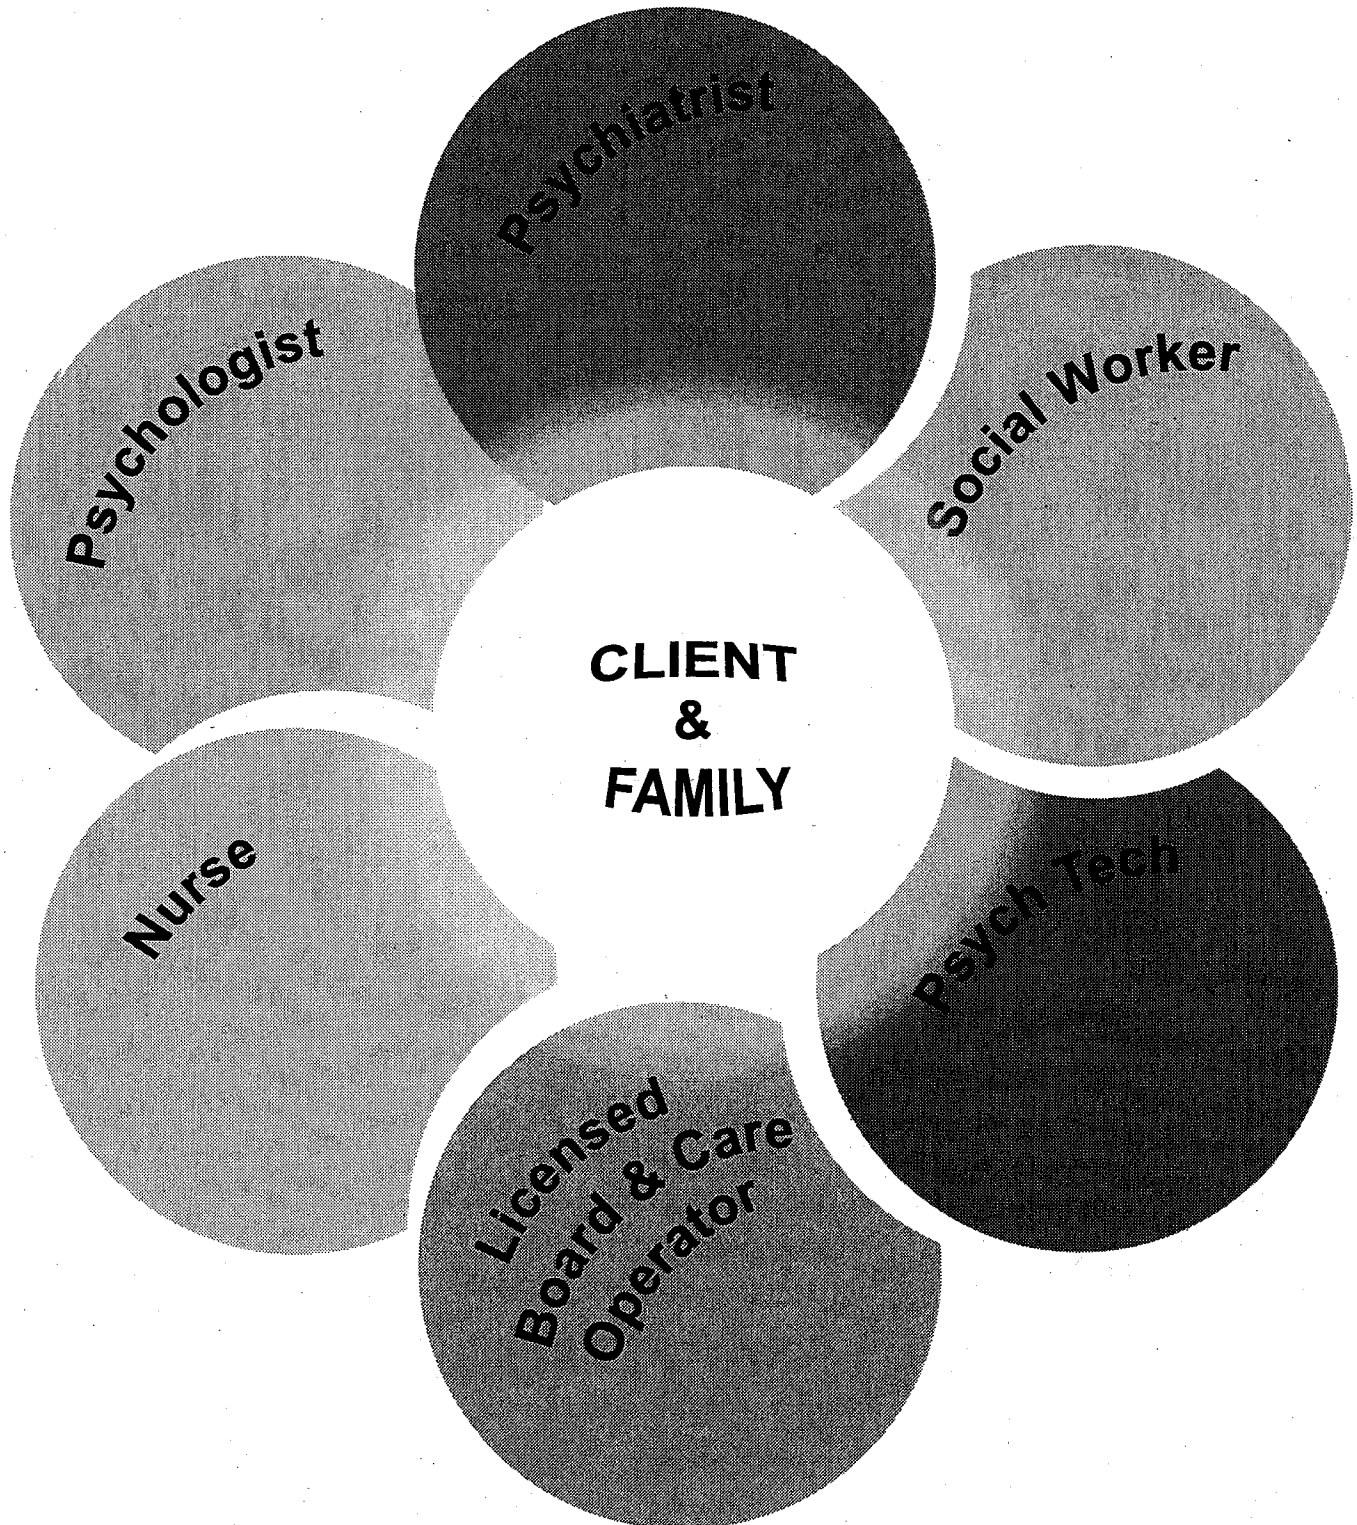 Psychiatrist
Psychologist
Social Worker
CLIENT
&
FAMILY
Nurse
Psych Tech
Licensed
Board & Care
Operator